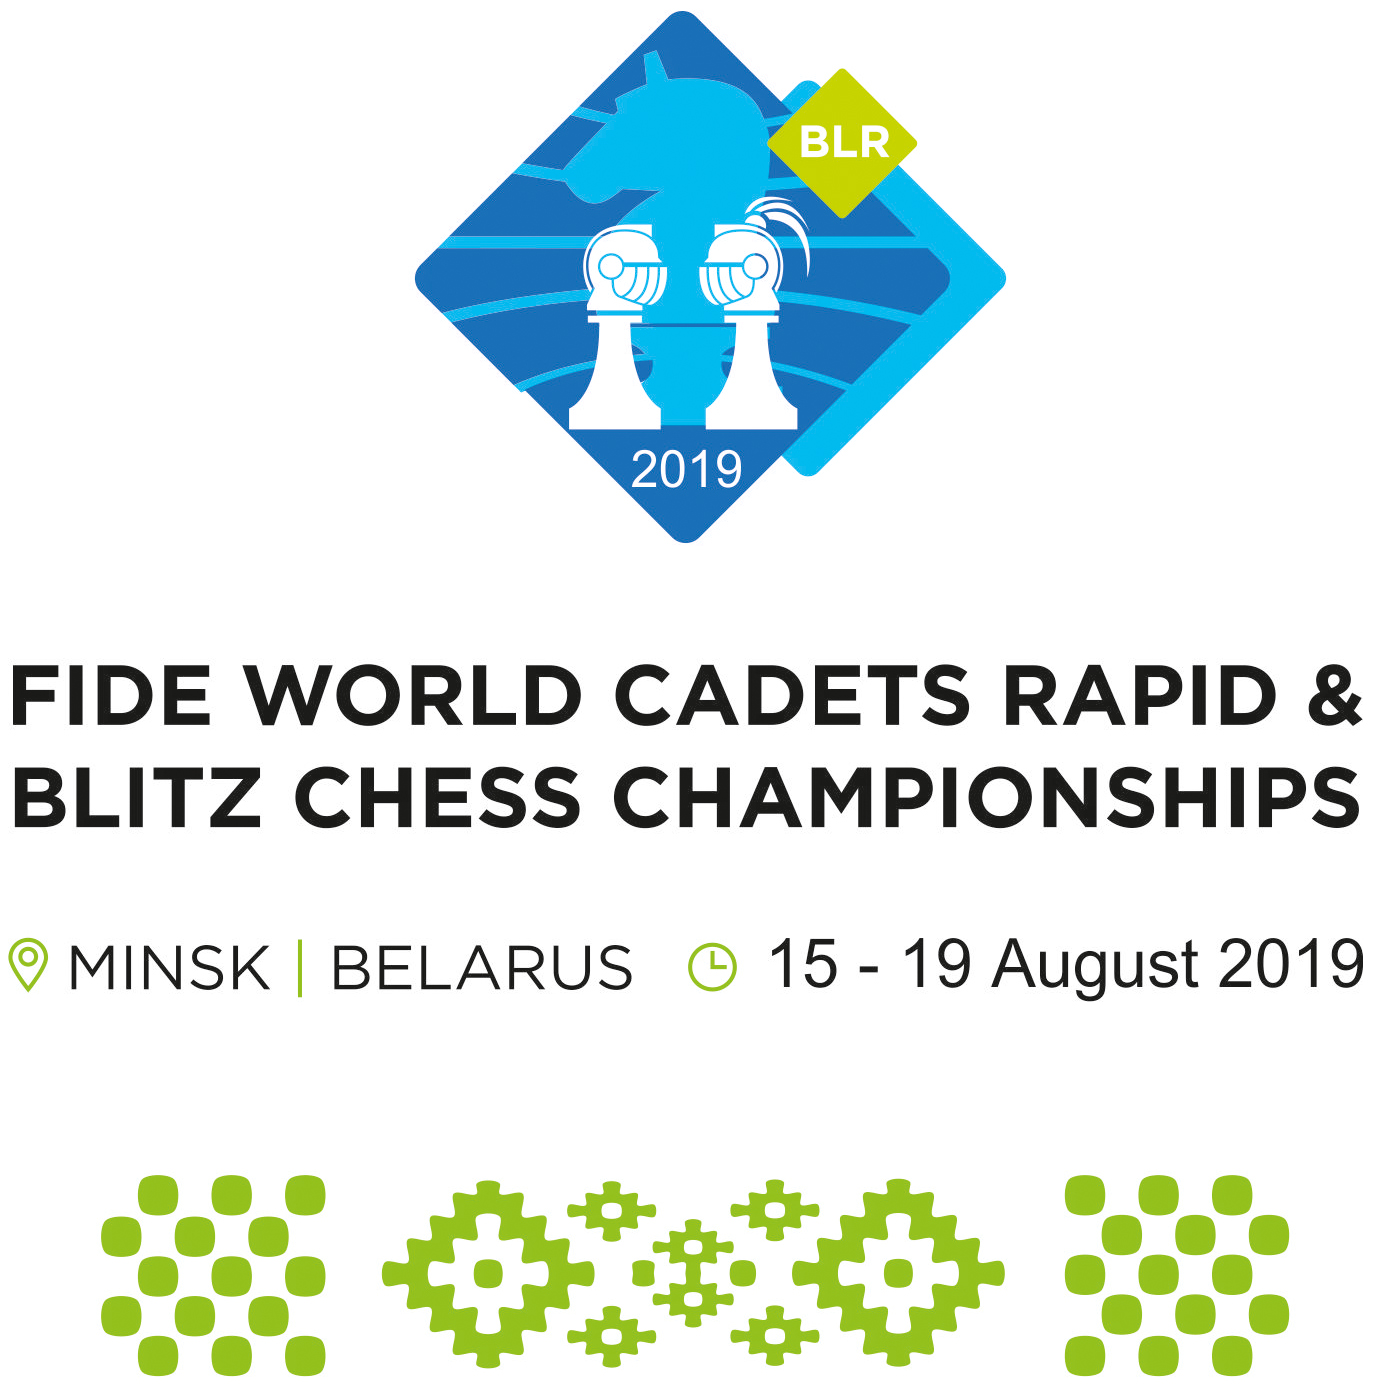 BLR
2019
FIDE WORLD CADETS RAPID &
BLITZ CHESS CHAMPIONSHIPS
MINSK | BELARUS 15 - 19 August 2019